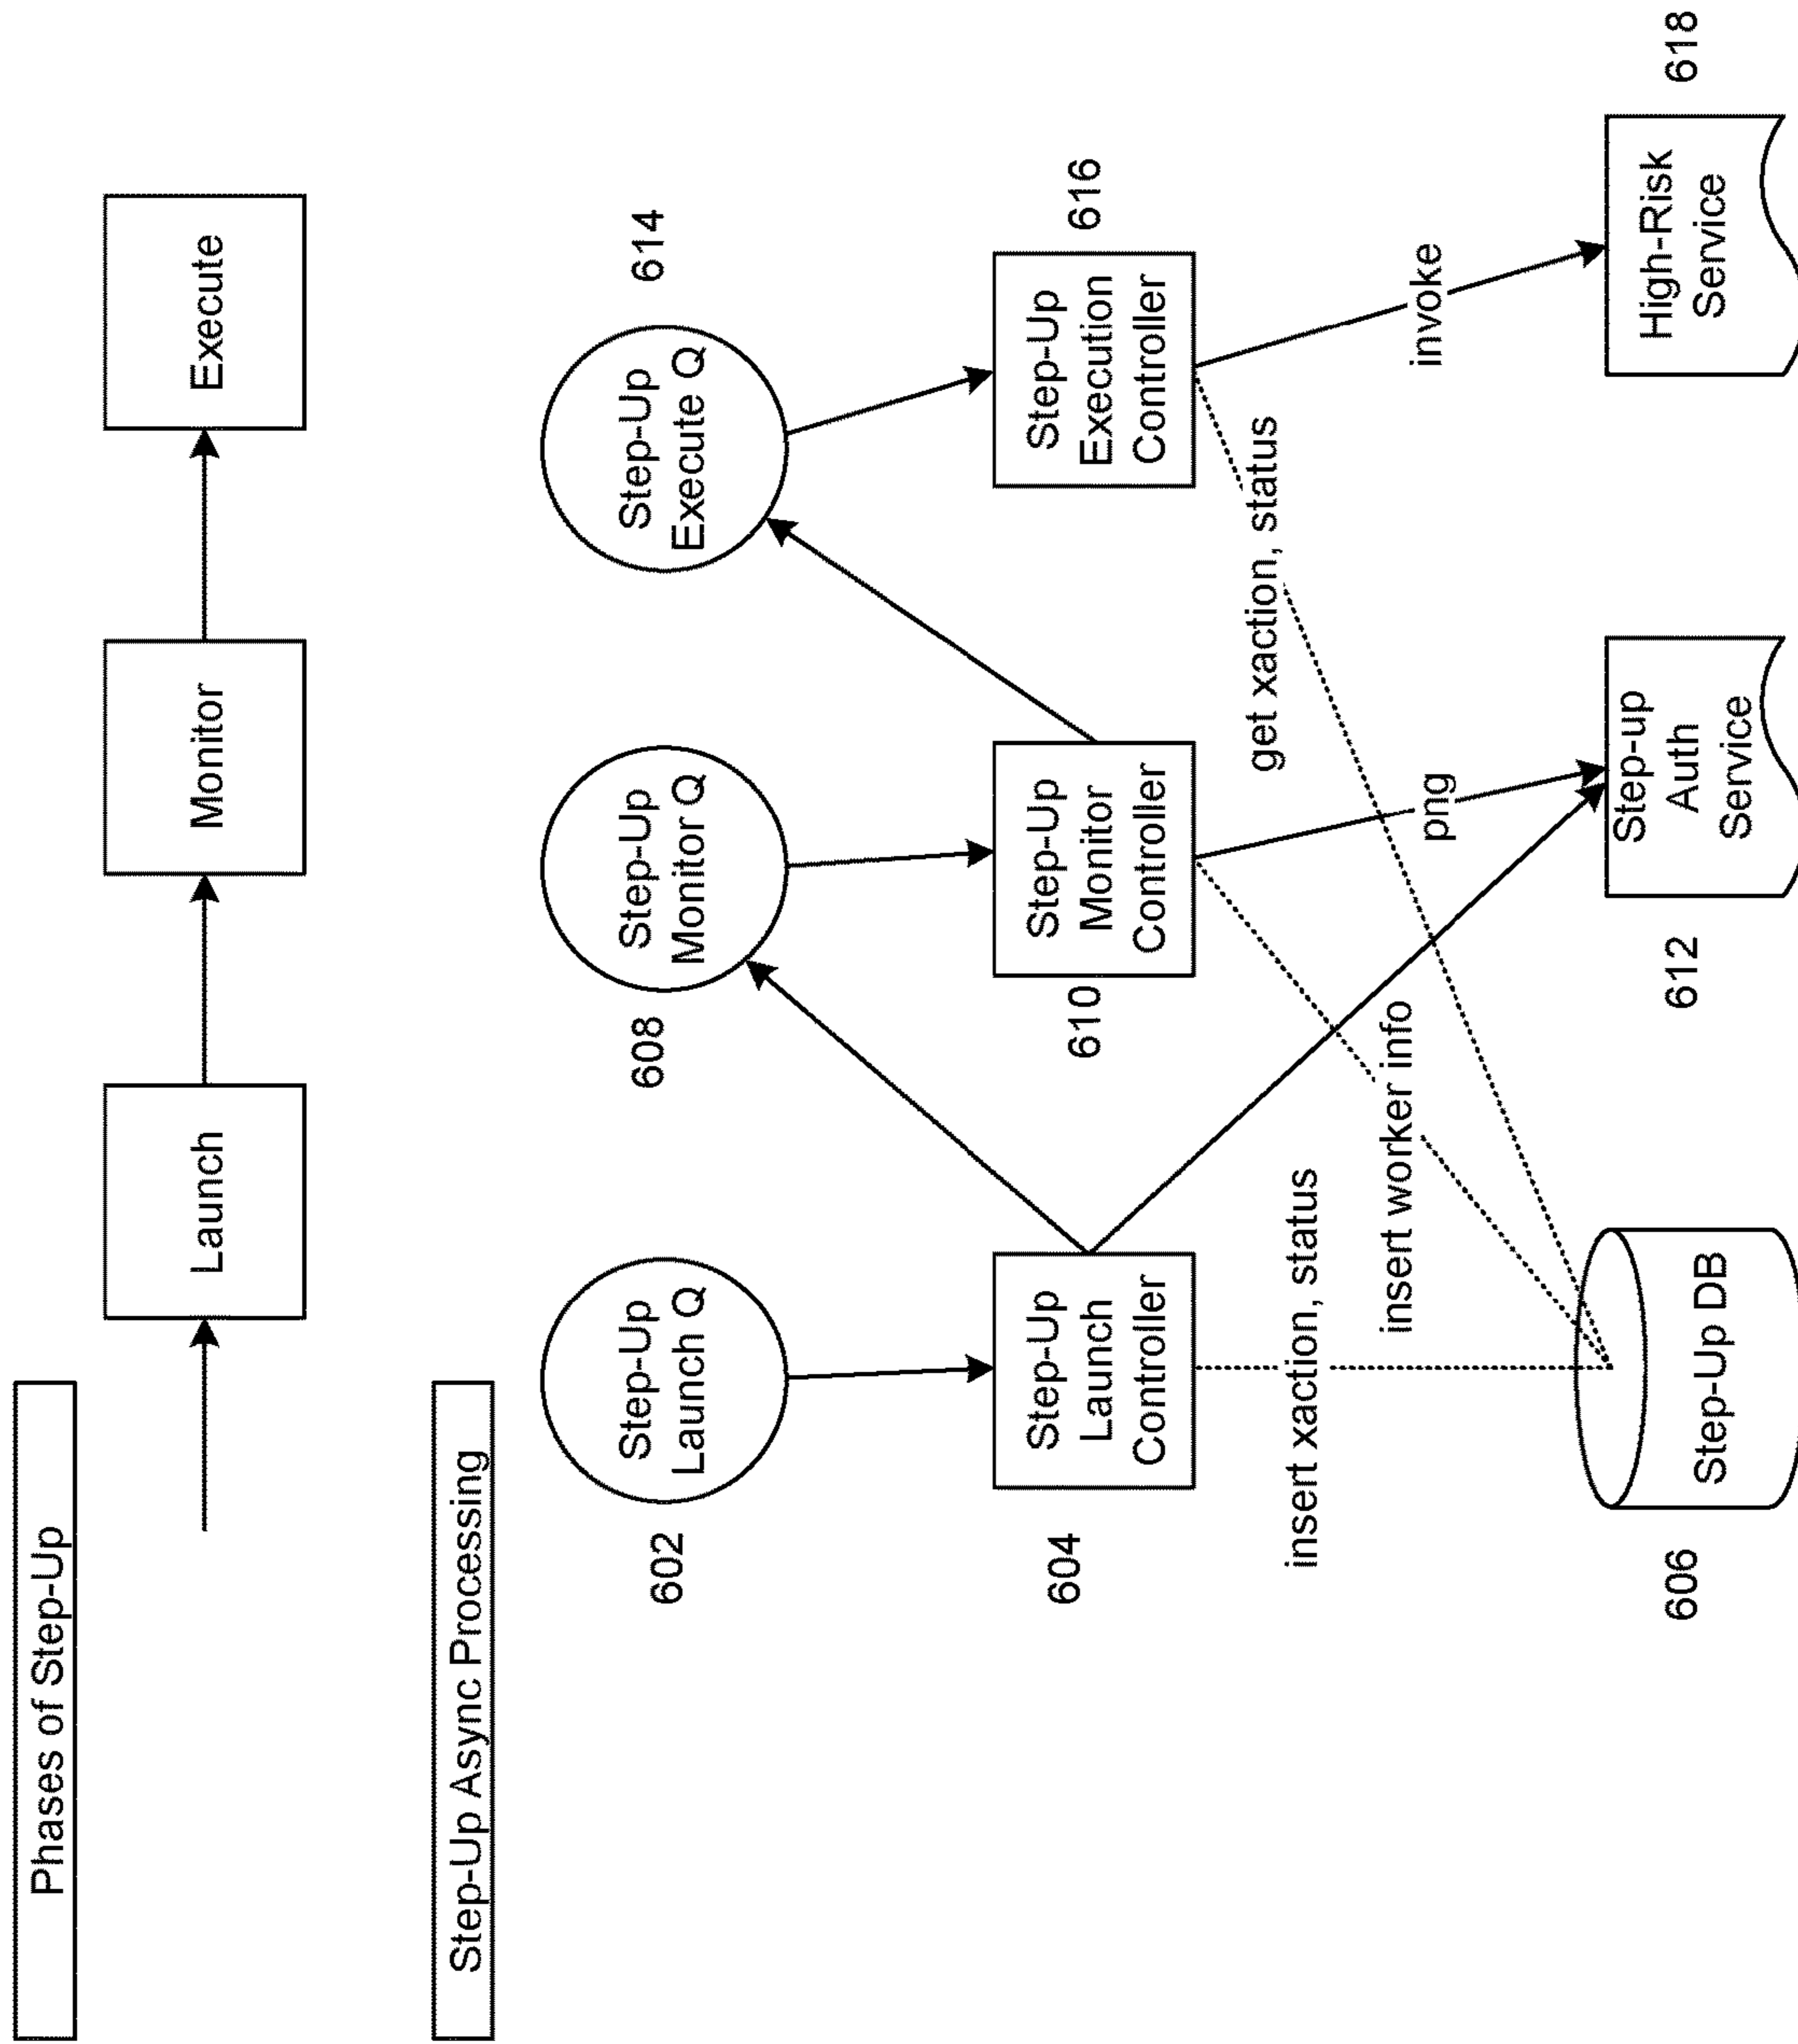 Phases of Step-Up
Launch
Monitor
Execute
Step-Up Async Processing
Step-Up
Launch Q
602
Step-Up
Monitor Q
608
Step-Up
Execute Q
614
Step-Up
Launch
Controller
604
Step-Up
Monitor
Controller
610
Step-Up
Execution
Controller
616
insert xaction, status
insert worker info
get xaction, status
png
invoke
Step-Up DB
606
Step-up
Auth
Service
612
High-Risk
Service
618